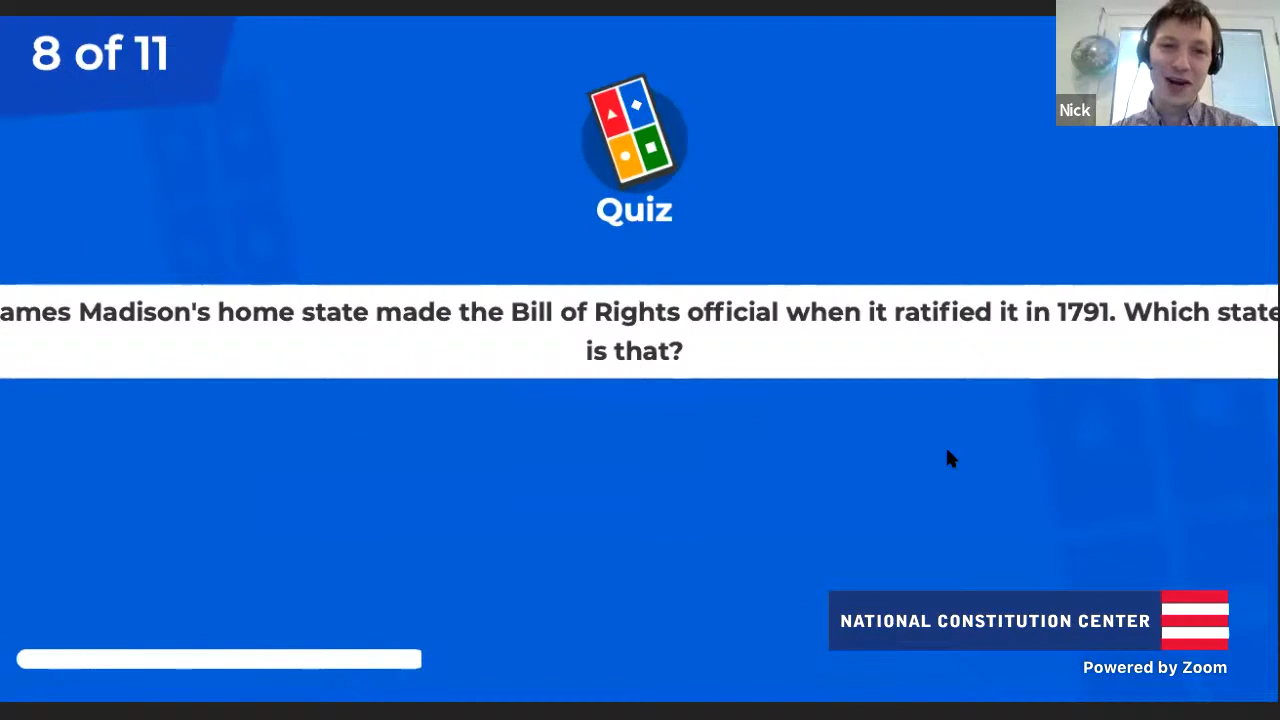 8 of 11
Nick
Quiz
ames Madison's home state made the Bill of Rights official when it ratified it in 1791. Which state
is that?
NATIONAL CONSTITUTION CENTER
Powered by Zoom